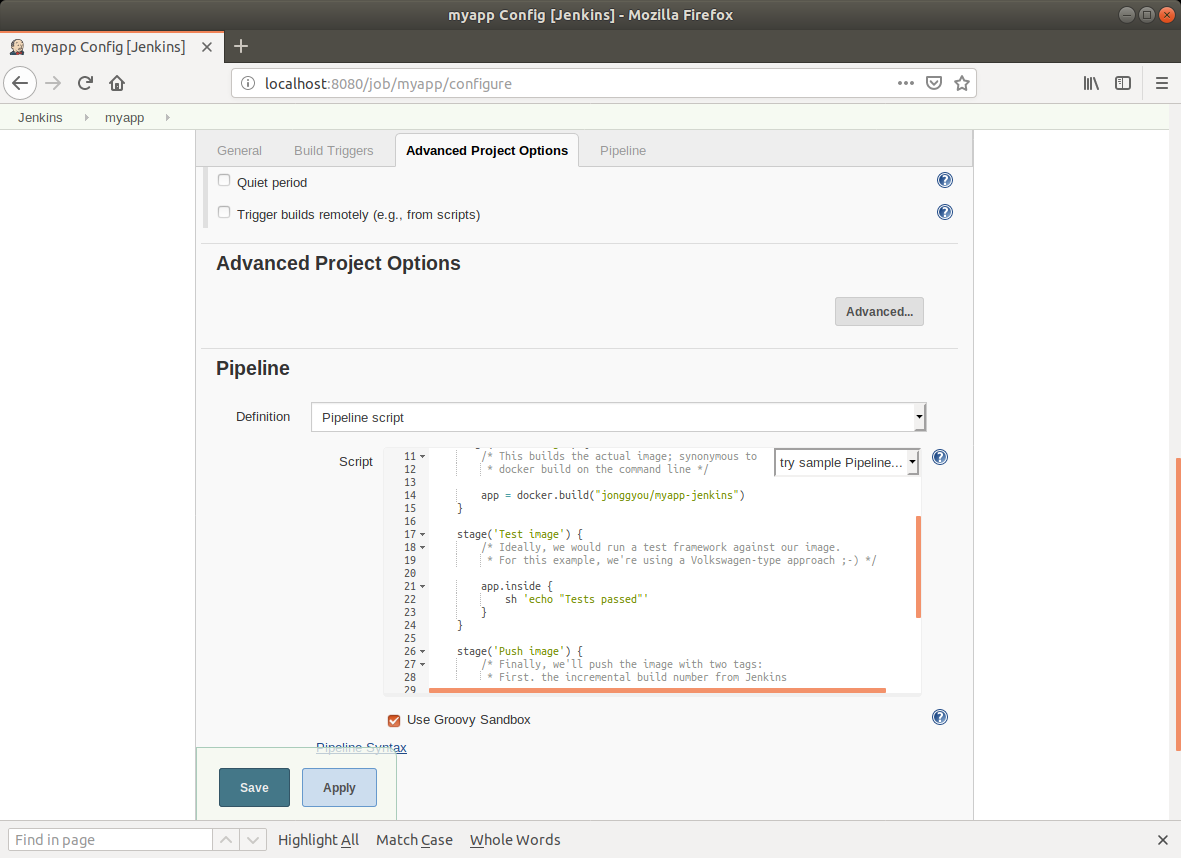 myapp Config [Jenkins] - Mozilla Firefox
myapp Config [Jenkins]
localhost:8080/job/myapp/configure
Jenkins myapp
General Build Triggers Advanced Project Options Pipeline
Quiet period
Trigger builds remotely (e.g., from scripts)
Advanced Project Options
Advanced...
Pipeline
Definition Pipeline script
Script
try sample Pipeline...
11 /* This builds the actual image; synonymous to
12 * docker build on the command line */
13
14 app = docker.build("jonggyou/myapp-jenkins")
15 }
16
17 stage('Test image') {
18 /* Ideally, we would run a test framework against our image.
19 * For this example, we're using a Volkswagen-type approach ;-) */
20
21 app.inside {
22 sh 'echo "Tests passed"'
23 }
24 }
25
26 stage('Push image') {
27 /* Finally, we'll push the image with two tags:
28 * First. the incremental build number from Jenkins
29
Use Groovy Sandbox
Pipeline Syntax
Save Apply
Find in page Highlight All Match Case Whole Words